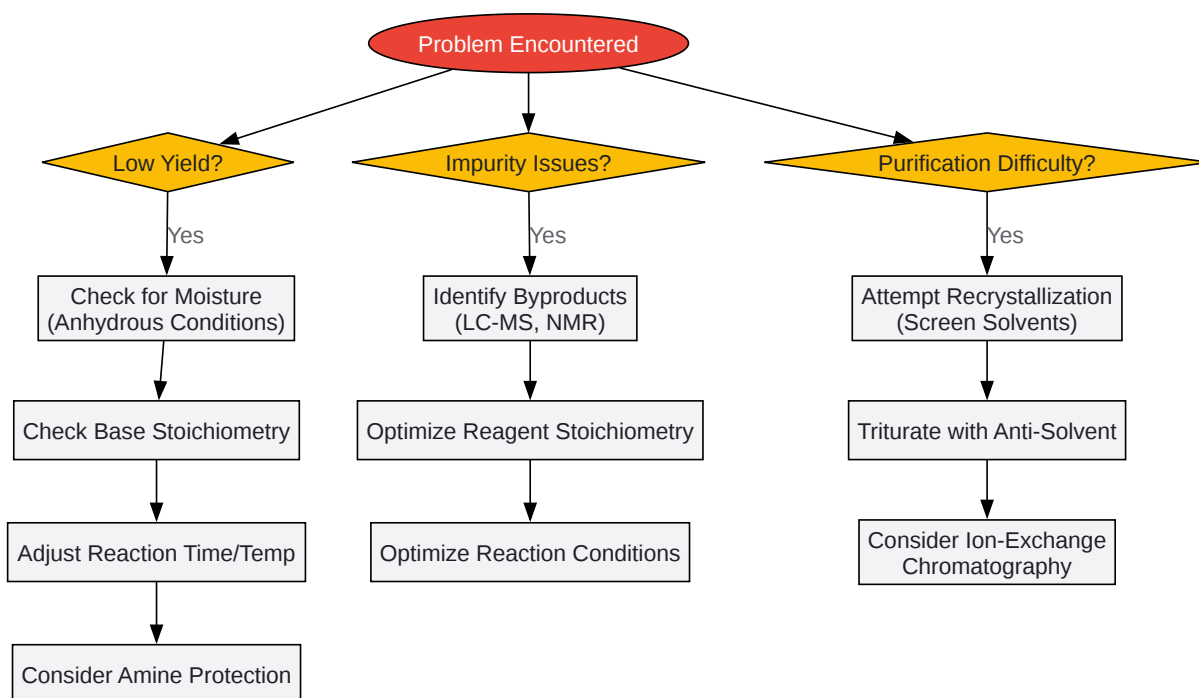 Problem Encountered
Low Yield?
Impurity Issues?
Purification Difficulty?
Yes
Yes
Yes
Check for Moisture
(Anhydrous Conditions)
Identify Byproducts
(LC-MS, NMR)
Attempt Recrystallization
(Screen Solvents)
Check Base Stoichiometry
Optimize Reagent Stoichiometry
Triturate with Anti-Solvent
Adjust Reaction Time/Temp
Optimize Reaction Conditions
Consider Ion-Exchange
Chromatography
Consider Amine Protection